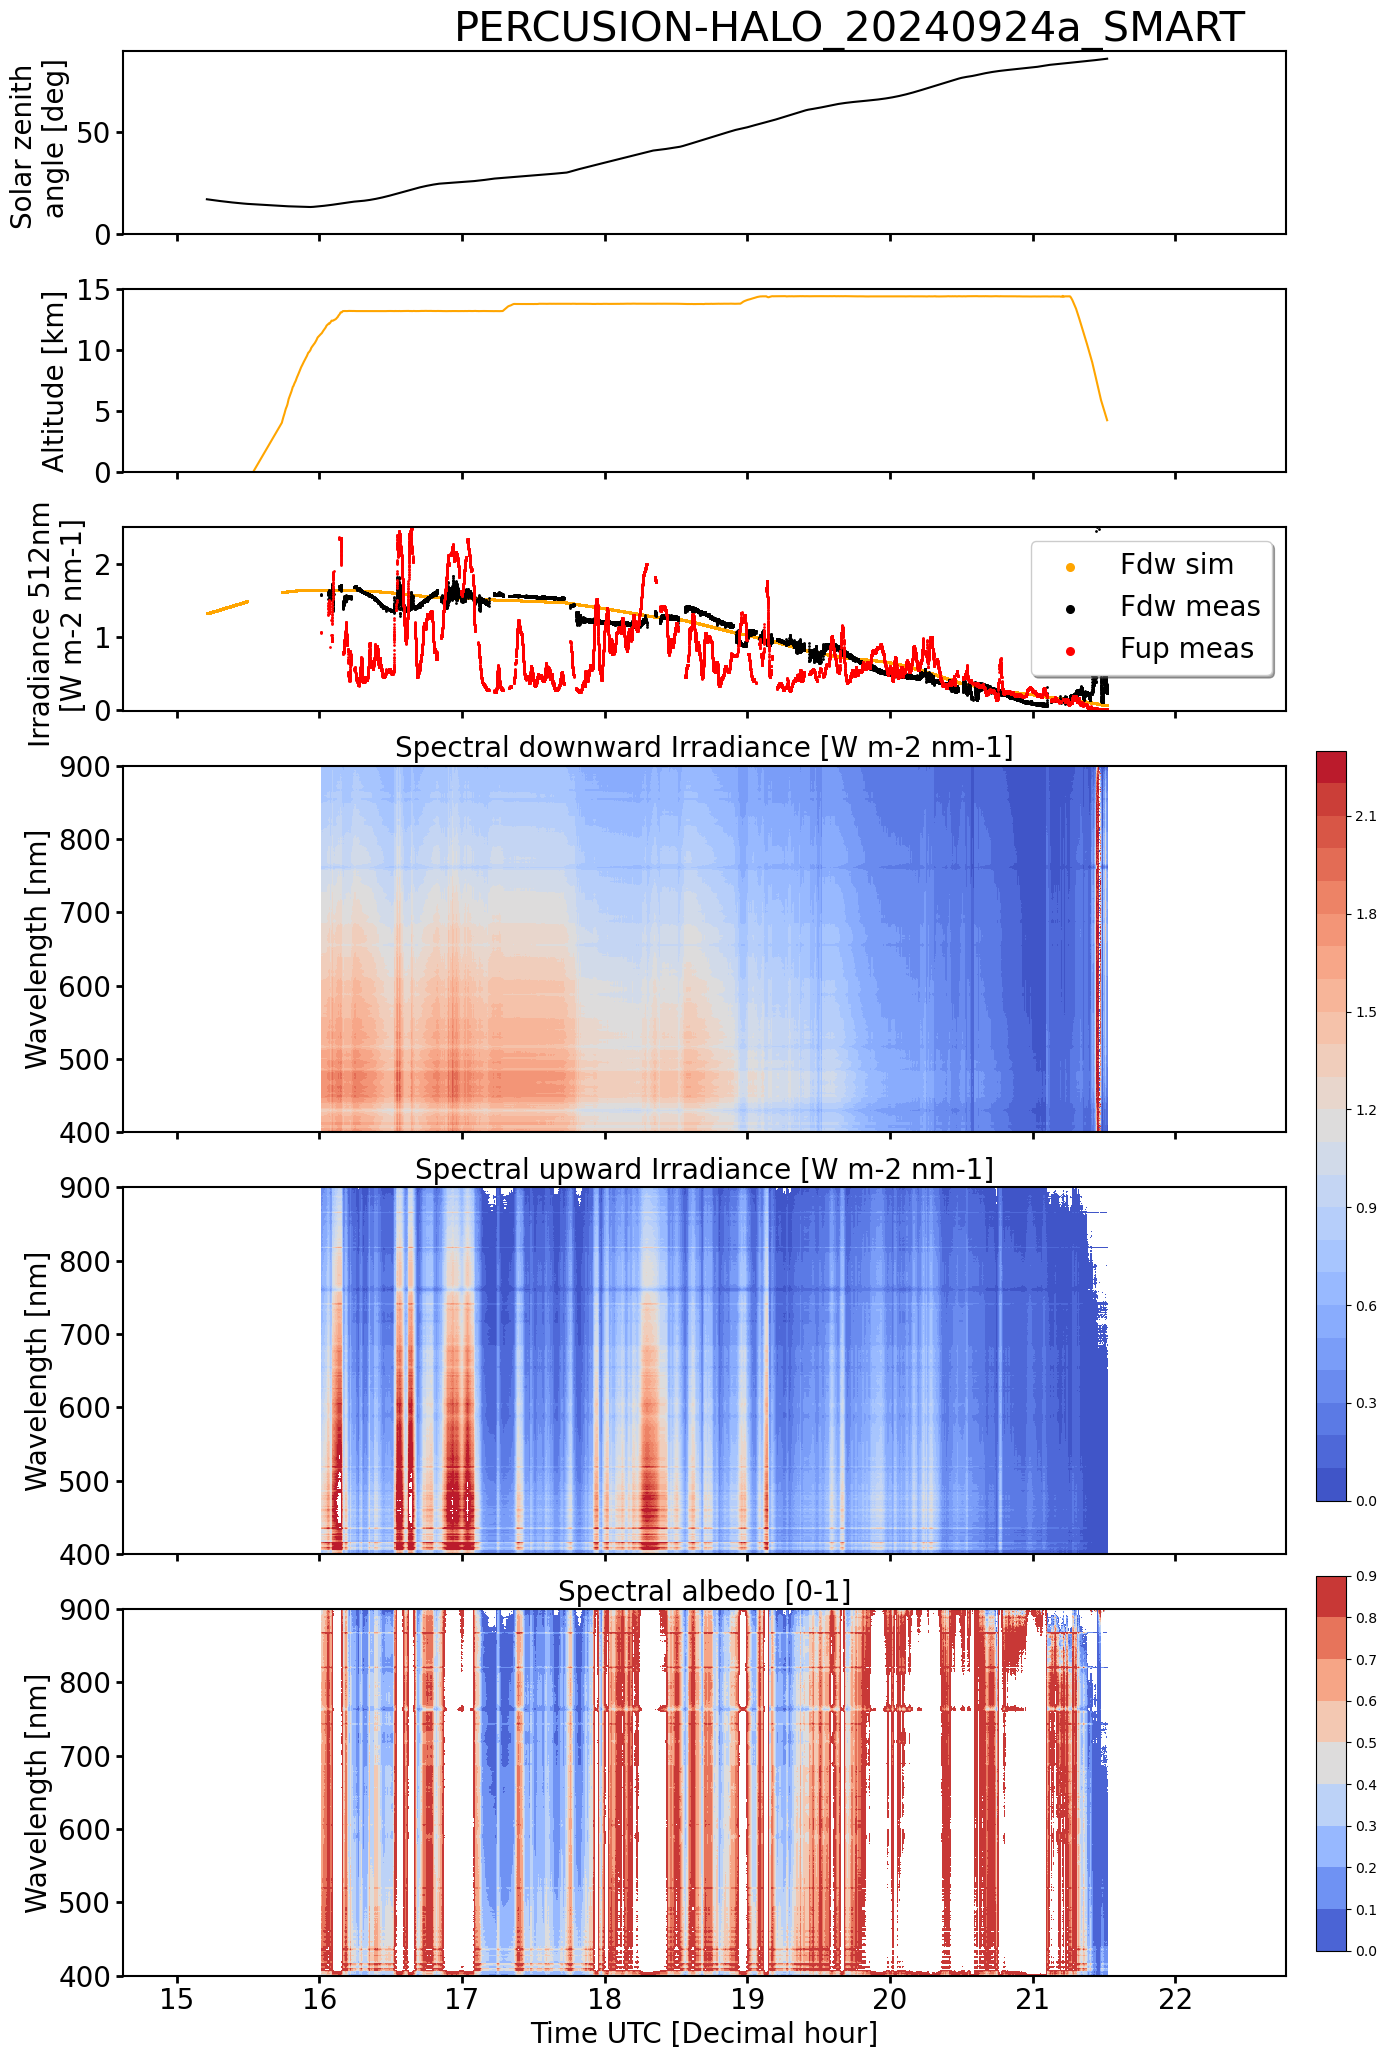 PERCUSION-HALO_20240924a_SMART
Solar zenith
angle [deg]
50
0
Altitude [km]
15
10
5
0
Irradiance 512nm
[W m-2 nm-1]
2
1
0
Fdw sim
Fdw meas
Fup meas
Spectral downward Irradiance [W m-2 nm-1]
Wavelength [nm]
900
800
700
600
500
400
2.1
1.8
1.5
1.2
0.9
0.6
0.3
0.0
Spectral upward Irradiance [W m-2 nm-1]
Wavelength [nm]
900
800
700
600
500
400
Spectral albedo [0-1]
Wavelength [nm]
900
800
700
600
500
400
0.9
0.8
0.7
0.6
0.5
0.4
0.3
0.2
0.1
0.0
15 16 17 18 19 20 21 22
Time UTC [Decimal hour]